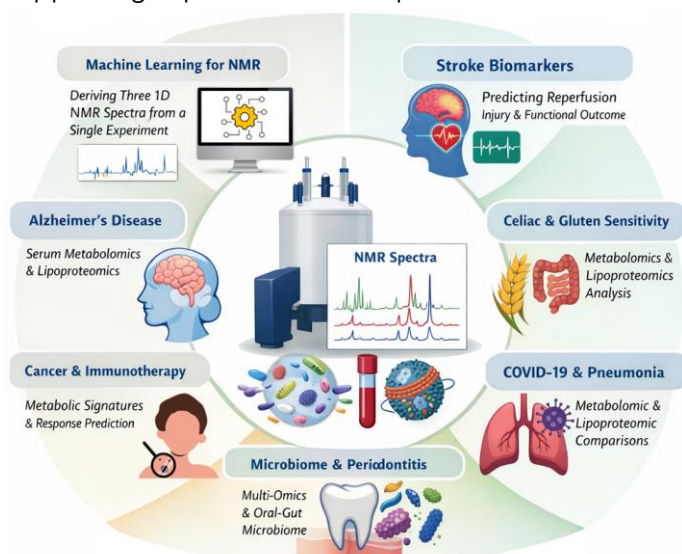 Machine Learning for NMR
Deriving Three 1D
NMR Spectra from a
Single Experiment
Stroke Biomarkers
Predicting Reperfusion
Injury & Functional Outcome
Alzheimer's Disease
Serum Metabolomics
& Lipoproteomics
NMR Spectra
Celiac & Gluten Sensitivity
Metabolomics &
Lipoproteomics
Analysis
Cancer & Immunotherapy
Metabolic Signatures
& Response Prediction
COVID-19 & Pneumonia
Metabolomic &
Lipoproteomic
Comparisons
Microbiome & Periodontitis
Multi-Omics
& Oral-Gut
Microbiome